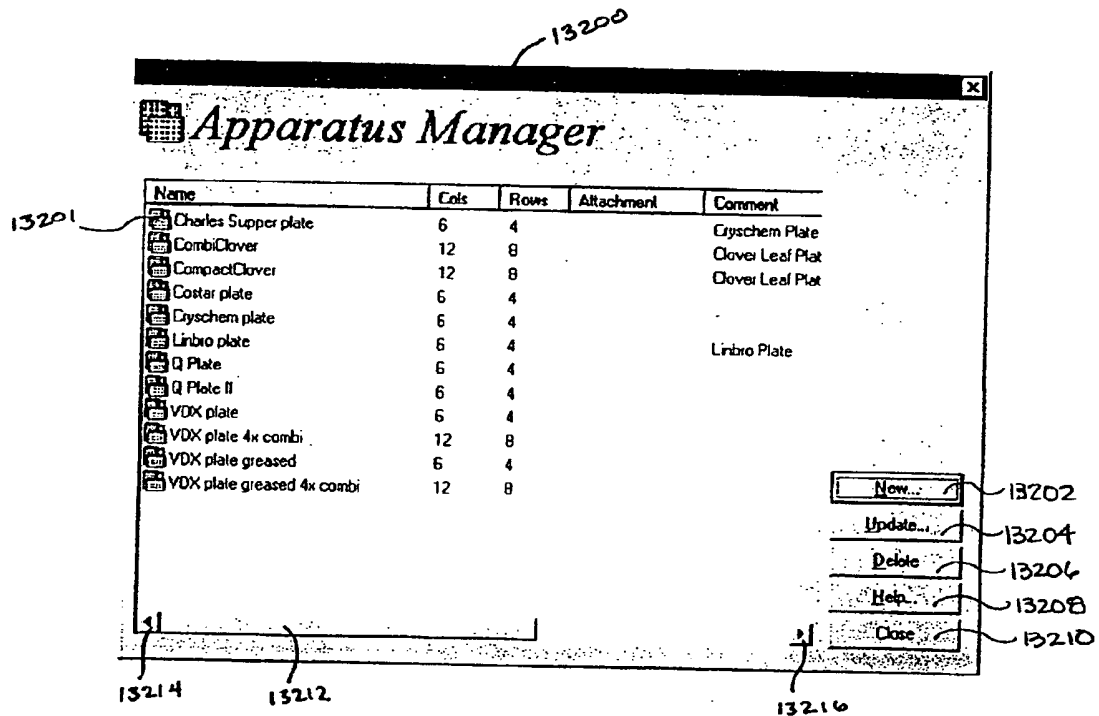 13200
Apparatus Manager
Name Cols Rows Attachment Comment
13201
Charles Supper plate 6 4 Cryschem Plate
CombiClover 12 8 Clover Leaf Plat
CompactClover 12 8 Clover Leaf Plat
Costar plate 6 4
Cryschem plate 6 4
Linbro plate 6 4 Linbro Plate
Q Plate 6 4
Q Plate II 6 4
VDX plate 6 4
VDX plate 4x combi 12 8
VDX plate greased 6 4
VDX plate greased 4x combi 12 8
New... 13202
Update... 13204
Delete 13206
Help... 13208
Close 13210
13214 13212 13216